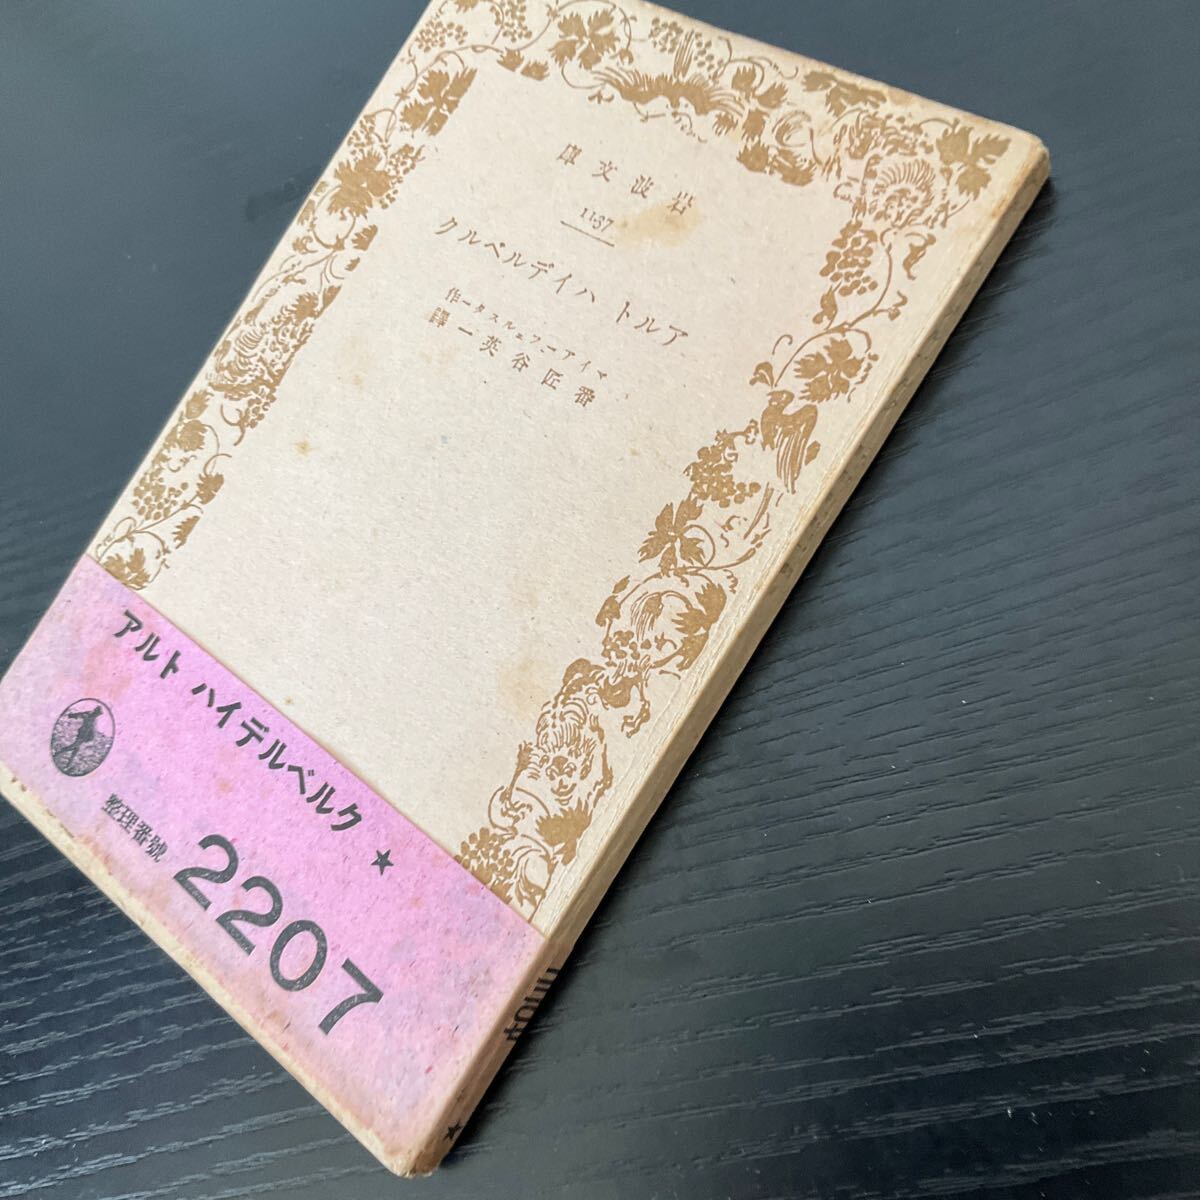 岩波文庫
1137
アルト ハイデルベルク
マイアーフェルスター作
番匠谷英一譯
アルト ハイデルベルク ★
整理番號 2207
★